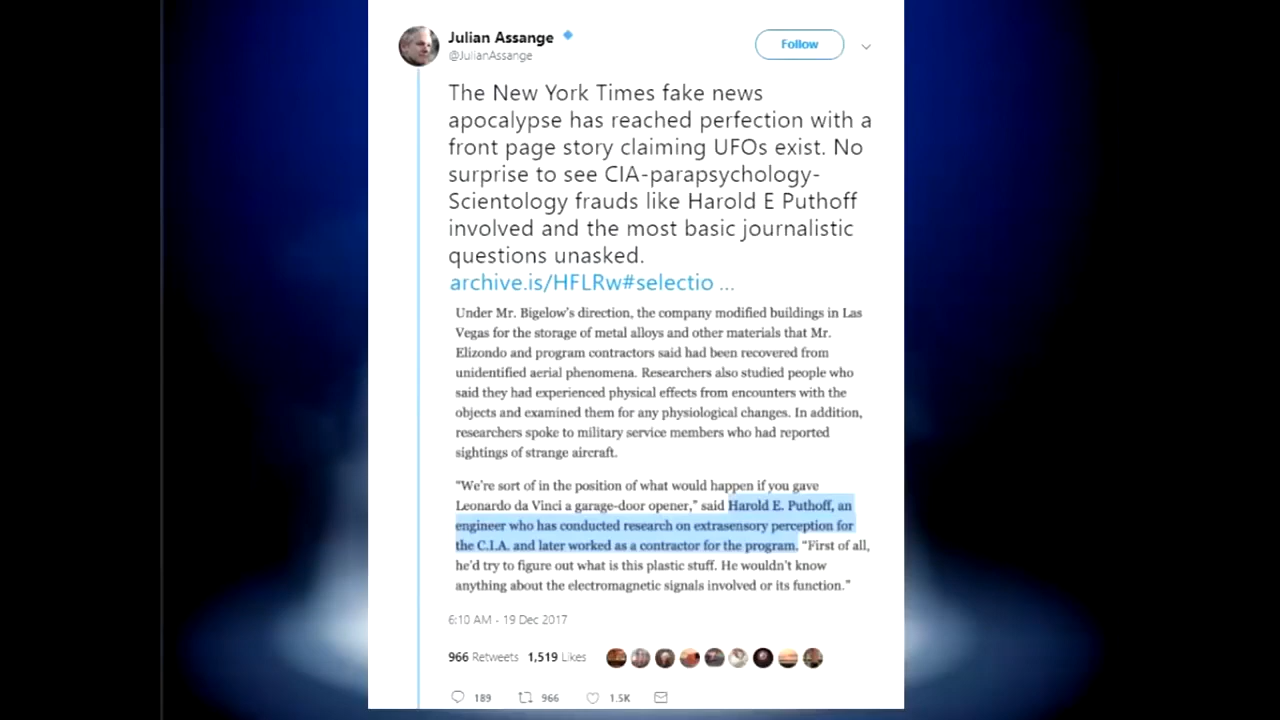 Julian Assange
@JulianAssange
Follow
The New York Times fake news
apocalypse has reached perfection with a
front page story claiming UFOs exist. No
surprise to see CIA-parapsychology-
Scientology frauds like Harold E Puthoff
involved and the most basic journalistic
questions unasked.
archive.is/HFLRw#selectio ...
Under Mr. Bigelow's direction, the company modified buildings in Las
Vegas for the storage of metal alloys and other materials that Mr.
Elizondo and program contractors said had been recovered from
unidentified aerial phenomena. Researchers also studied people who
said they had experienced physical effects from encounters with the
objects and examined them for any physiological changes. In addition,
researchers spoke to military service members who had reported
sightings of strange aircraft.
"We're sort of in the position of what would happen if you gave
Leonardo da Vinci a garage-door opener," said Harold E. Puthoff, an
engineer who has conducted research on extrasensory perception for
the C.I.A. and later worked as a contractor for the program. "First of all,
he'd try to figure out what is this plastic stuff. He wouldn't know
anything about the electromagnetic signals involved or its function."
6:10 AM - 19 Dec 2017
966 Retweets 1,519 Likes
189 966 1.5K